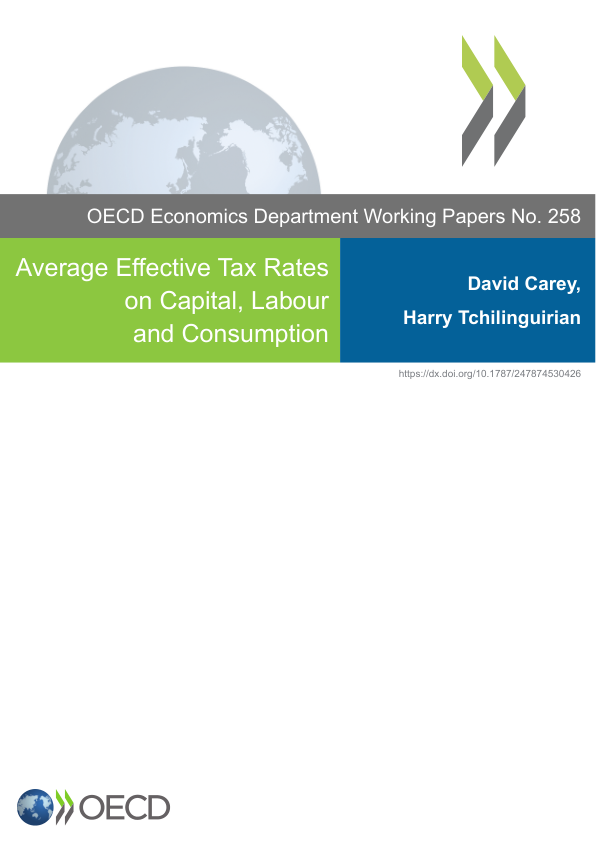 OECD Economics Department Working Papers No. 258
Average Effective Tax Rates
on Capital, Labour
and Consumption
David Carey,
Harry Tchilinguirian
https://dx.doi.org/10.1787/247874530426
OECD